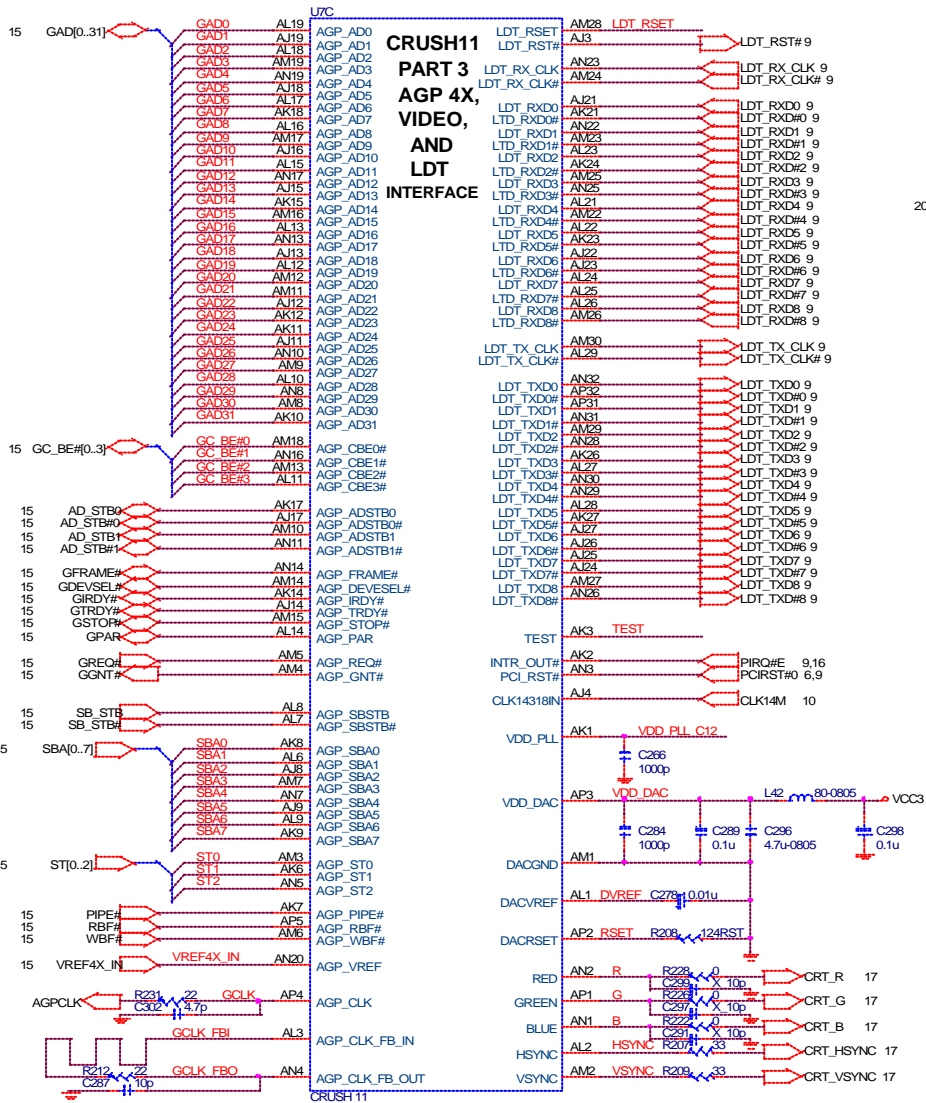 U7C
CRUSH11
PART 3
AGP 4X,
VIDEO,
AND
LDT
INTERFACE
15 GAD[0..31]
GAD0 AL19 AGP_AD0
GAD1 AJ19 AGP_AD1
GAD2 AL18 AGP_AD2
GAD3 AM19 AGP_AD3
GAD4 AN19 AGP_AD4
GAD5 AJ18 AGP_AD5
GAD6 AL17 AGP_AD6
GAD7 AK18 AGP_AD7
GAD8 AL16 AGP_AD8
GAD9 AM17 AGP_AD9
GAD10 AJ16 AGP_AD10
GAD11 AL15 AGP_AD11
GAD12 AN17 AGP_AD12
GAD13 AJ15 AGP_AD13
GAD14 AK15 AGP_AD14
GAD15 AM16 AGP_AD15
GAD16 AL13 AGP_AD16
GAD17 AN13 AGP_AD17
GAD18 AJ13 AGP_AD18
GAD19 AL12 AGP_AD19
GAD20 AM12 AGP_AD20
GAD21 AM11 AGP_AD21
GAD22 AJ12 AGP_AD22
GAD23 AK12 AGP_AD23
GAD24 AK11 AGP_AD24
GAD25 AJ11 AGP_AD25
GAD26 AN10 AGP_AD26
GAD27 AM9 AGP_AD27
GAD28 AL10 AGP_AD28
GAD29 AN8 AGP_AD29
GAD30 AM8 AGP_AD30
GAD31 AK10 AGP_AD31
15 GC_BE#[0..3]
GC_BE#0 AM18 AGP_CBE0#
GC_BE#1 AN16 AGP_CBE1#
GC_BE#2 AM13 AGP_CBE2#
GC_BE#3 AL11 AGP_CBE3#
15 AD_STB0 AK17 AGP_ADSTB0
15 AD_STB#0 AJ17 AGP_ADSTB0#
15 AD_STB1 AM10 AGP_ADSTB1
15 AD_STB#1 AN11 AGP_ADSTB1#
15 GFRAME# AN14 AGP_FRAME#
15 GDEVSEL# AM14 AGP_DEVESEL#
15 GIRDY# AK14 AGP_IRDY#
15 GTRDY# AJ14 AGP_TRDY#
15 GSTOP# AM15 AGP_STOP#
15 GPAR AL14 AGP_PAR
15 GREQ# AM5 AGP_REQ#
15 GGNT# AM4 AGP_GNT#
15 SB_STB AL8 AGP_SBSTB
15 SB_STB# AL7 AGP_SBSTB#
5 SBA[0..7]
SBA0 AK8 AGP_SBA0
SBA1 AL6 AGP_SBA1
SBA2 AJ8 AGP_SBA2
SBA3 AM7 AGP_SBA3
SBA4 AN7 AGP_SBA4
SBA5 AJ9 AGP_SBA5
SBA6 AL9 AGP_SBA6
SBA7 AK9 AGP_SBA7
5 ST[0..2]
ST0 AM3 AGP_ST0
ST1 AK6 AGP_ST1
ST2 AN5 AGP_ST2
15 PIPE# AK7 AGP_PIPE#
15 RBF# AP5 AGP_RBF#
15 WBF# AM6 AGP_WBF#
15 VREF4X_IN VREF4X_IN AN20 AGP_VREF
AGPCLK R231 22 GCLK AP4 AGP_CLK
C302 4.7p
GCLK_FBI AL3 AGP_CLK_FB_IN
R212 22 GCLK_FBO AN4 AGP_CLK_FB_OUT
C287 10p
CRUSH 11
LDT_RSET AM28 LDT_RSET
LDT_RST# AJ3 LDT_RST# 9
LDT_RX_CLK AN23 LDT_RX_CLK 9
LDT_RX_CLK# AM24 LDT_RX_CLK# 9
LDT_RXD0 AJ21 LDT_RXD0 9
LTD_RXD0# AK21 LDT_RXD#0 9
LDT_RXD1 AN22 LDT_RXD1 9
LTD_RXD1# AM23 LDT_RXD#1 9
LDT_RXD2 AL23 LDT_RXD2 9
LTD_RXD2# AK24 LDT_RXD#2 9
LDT_RXD3 AM25 LDT_RXD3 9
LTD_RXD3# AN25 LDT_RXD#3 9
LDT_RXD4 AL21 LDT_RXD4 9
LTD_RXD4# AM22 LDT_RXD#4 9
LDT_RXD5 AL22 LDT_RXD5 9
LTD_RXD5# AK23 LDT_RXD#5 9
LDT_RXD6 AJ22 LDT_RXD6 9
LTD_RXD6# AJ23 LDT_RXD#6 9
LDT_RXD7 AL24 LDT_RXD7 9
LTD_RXD7# AL25 LDT_RXD#7 9
LDT_RXD8 AL26 LDT_RXD8 9
LTD_RXD8# AM26 LDT_RXD#8 9
20
LDT_TX_CLK AM30 LDT_TX_CLK 9
LDT_TX_CLK# AL29 LDT_TX_CLK# 9
LDT_TXD0 AN32 LDT_TXD0 9
LDT_TXD0# AP32 LDT_TXD#0 9
LDT_TXD1 AP31 LDT_TXD1 9
LDT_TXD1# AN31 LDT_TXD#1 9
LDT_TXD2 AM29 LDT_TXD2 9
LDT_TXD2# AN28 LDT_TXD#2 9
LDT_TXD3 AK26 LDT_TXD3 9
LDT_TXD3# AL27 LDT_TXD#3 9
LDT_TXD4 AN30 LDT_TXD4 9
LDT_TXD4# AN29 LDT_TXD#4 9
LDT_TXD5 AL28 LDT_TXD5 9
LDT_TXD5# AK27 LDT_TXD#5 9
LDT_TXD6 AJ27 LDT_TXD6 9
LDT_TXD6# AJ26 LDT_TXD#6 9
LDT_TXD7 AJ25 LDT_TXD7 9
LDT_TXD7# AJ24 LDT_TXD#7 9
LDT_TXD8 AM27 LDT_TXD8 9
LTD_TXD8# AN26 LDT_TXD#8 9
TEST AK3 TEST
INTR_OUT# AK2 PIRQ#E 9,16
PCI_RST# AN3 PCIRST#0 6,9
CLK14318IN AJ4 CLK14M 10
VDD_PLL AK1 VDD_PLL_C12
C266
1000p
VDD_DAC AP3 VDD_DAC L42 80-0805 VCC3
C284 C289 C296 C298
1000p 0.1u 4.7u-0805 0.1u
DACGND AM1
DACVREF AL1 DVREF C278 0.01u
DACRSET AP2 RSET R208 124RST
RED AN2 R R228 0 CRT_R 17
C299 X_10p
GREEN AP1 G R226 0 CRT_G 17
C297 X_10p
BLUE AN1 B R222 0 CRT_B 17
C291 X_10p
HSYNC AL2 HSYNC R207 33 CRT_HSYNC 17
VSYNC AM2 VSYNC R209 33 CRT_VSYNC 17